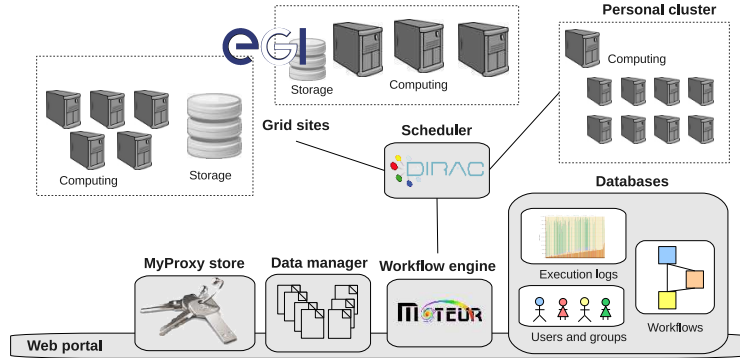 Personal cluster
eGI
Computing
Computing
Storage
Grid sites
Scheduler
Storage
Computing
DIRAC
Databases
MyProxy store
Data manager
Workflow engine
Execution logs
MOTEUR
Users and groups
Workflows
Web portal